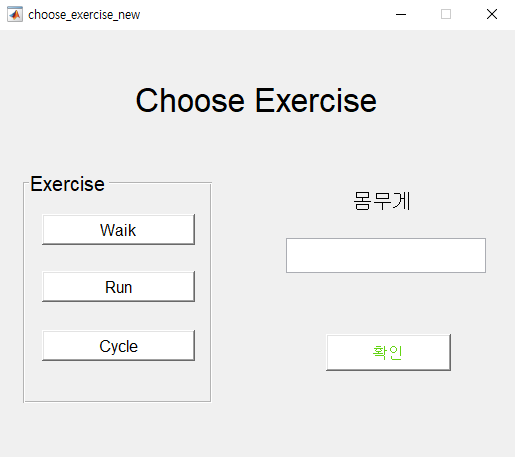 choose_exercise_new
Choose Exercise
Exercise
Waik
Run
Cycle
몸무게
확인